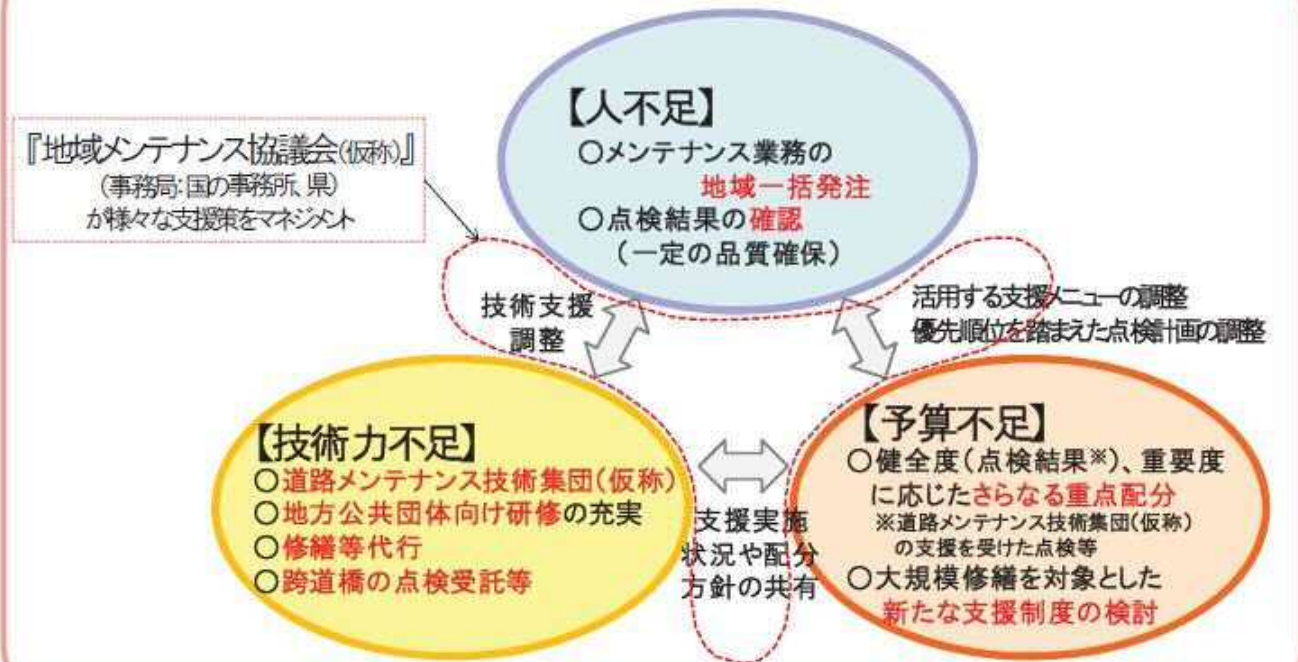 『地域メンテナンス協議会(仮称)』
(事務局:国の事務所、県)
が様々な支援策をマネジメント
【人不足】
○メンテナンス業務の
地域一括発注
○点検結果の確認
(一定の品質確保)
技術支援
調整
活用する支援メニューの調整
優先順位を踏まえた点検計画の調整
【技術力不足】
○道路メンテナンス技術集団(仮称)
○地方公共団体向け研修の充実
○修繕等代行
○跨道橋の点検受託等
支援実施
状況や配分
方針の共有
【予算不足】
○健全度(点検結果※)、重要度
に応じたさらなる重点配分
※道路メンテナンス技術集団(仮称)
の支援を受けた点検等
○大規模修繕を対象とした
新たな支援制度の検討